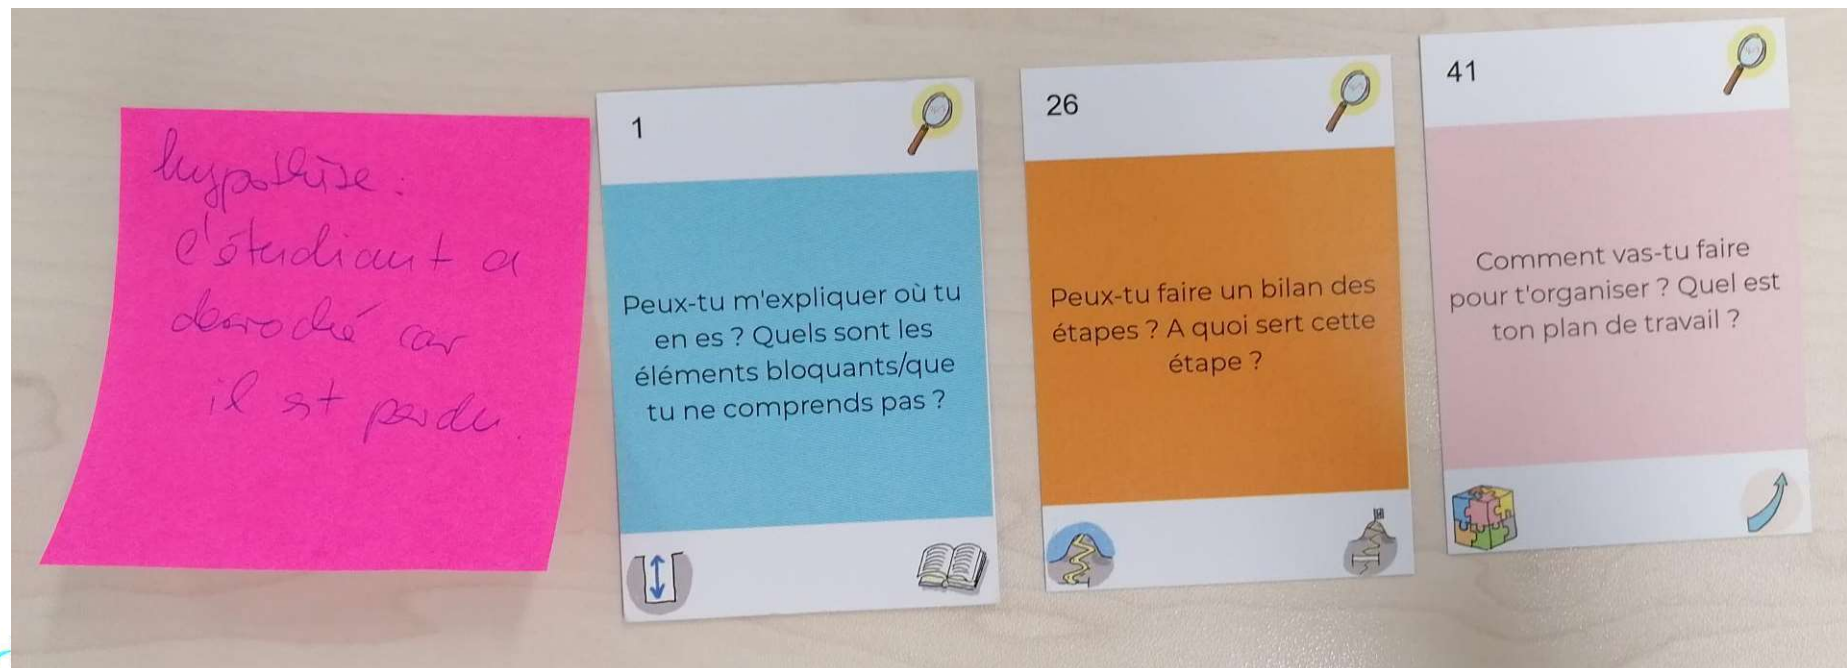 hypothèse :
l'étudiant a
décroché car
il est perdu.
1
Peux-tu m'expliquer où tu
en es ? Quels sont les
éléments bloquants/que
tu ne comprends pas ?
26
Peux-tu faire un bilan des
étapes ? A quoi sert cette
étape ?
41
Comment vas-tu faire
pour t'organiser ? Quel est
ton plan de travail ?